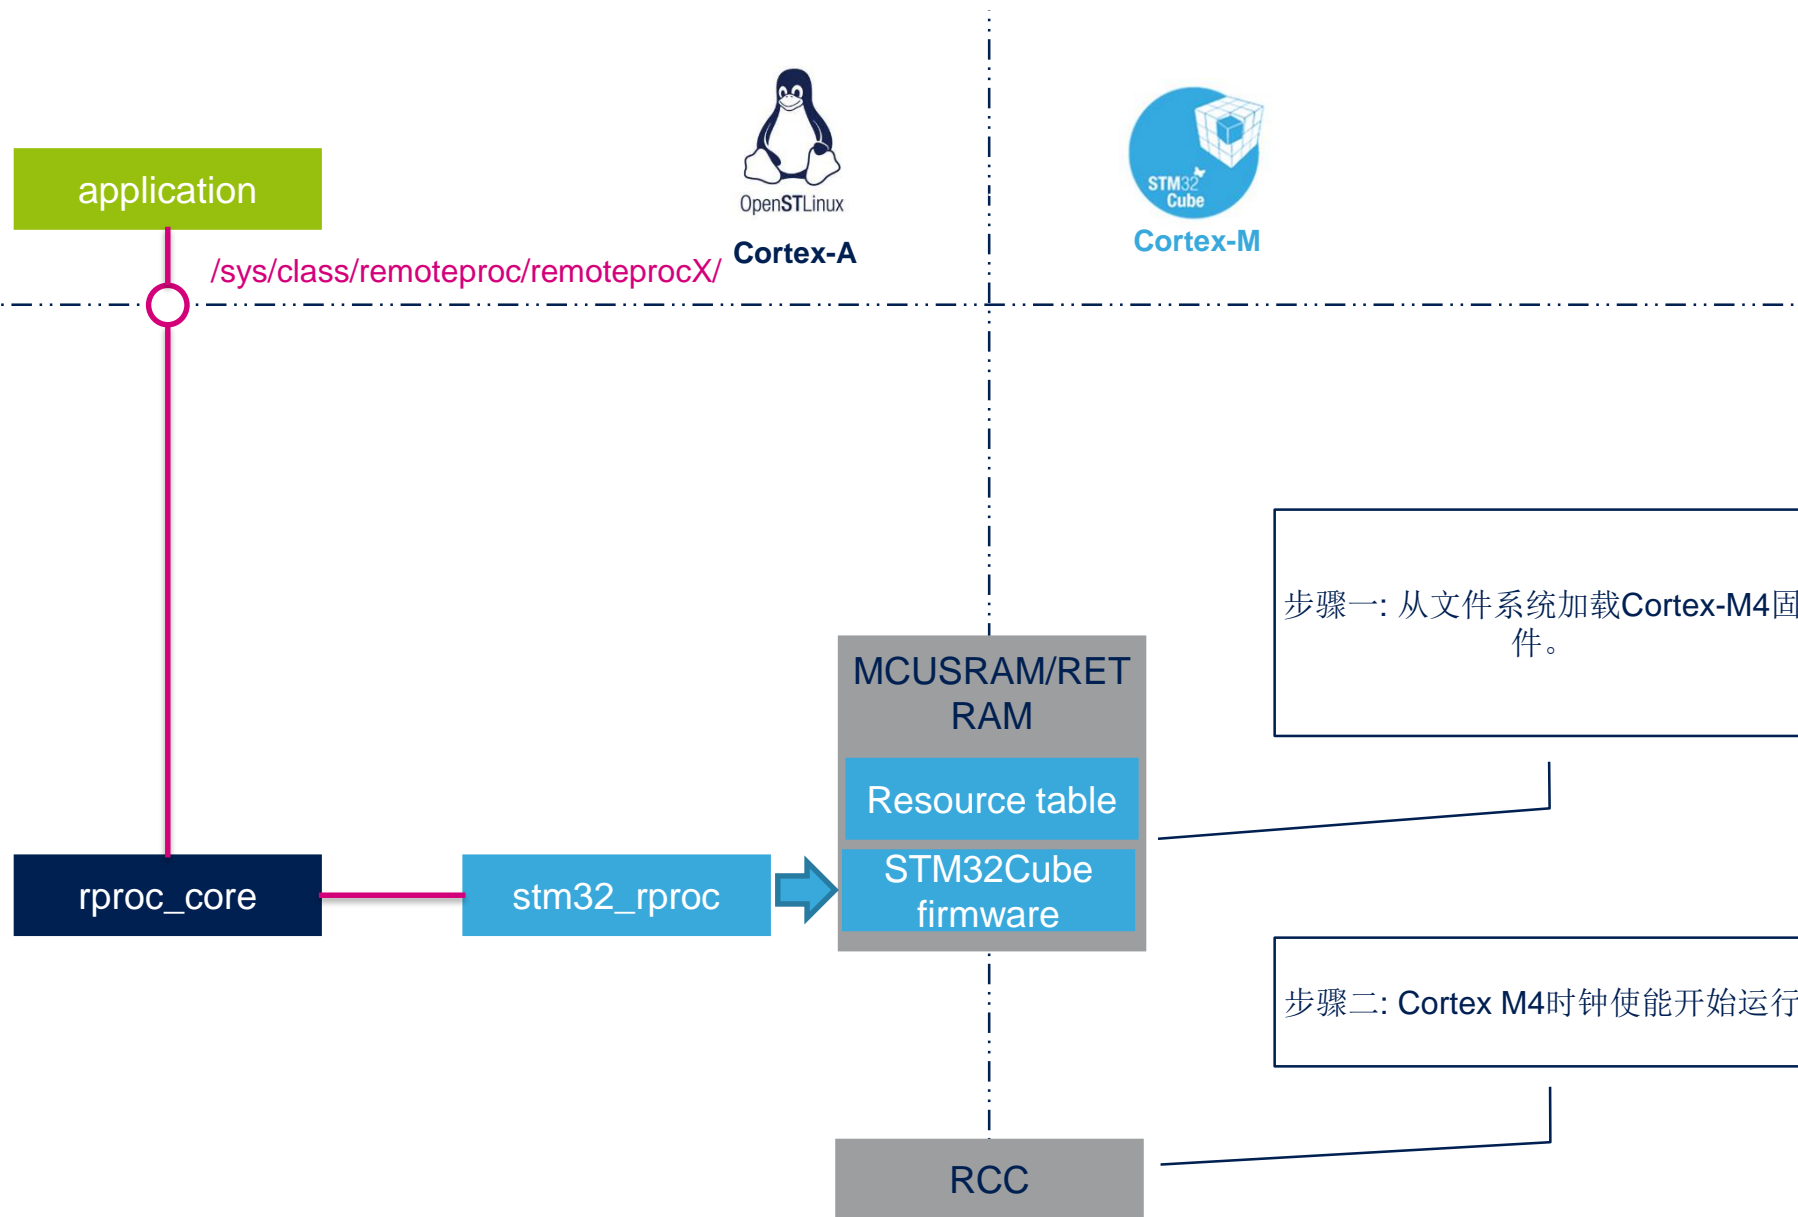 application
/sys/class/remoteproc/remoteprocX/
OpenSTLinux
Cortex-A
STM32
Cube
Cortex-M
步骤一: 从文件系统加载Cortex-M4固
件。
MCUSRAM/RET
RAM
Resource table
STM32Cube
firmware
rproc_core
stm32_rproc
步骤二: Cortex M4时钟使能开始运行
RCC